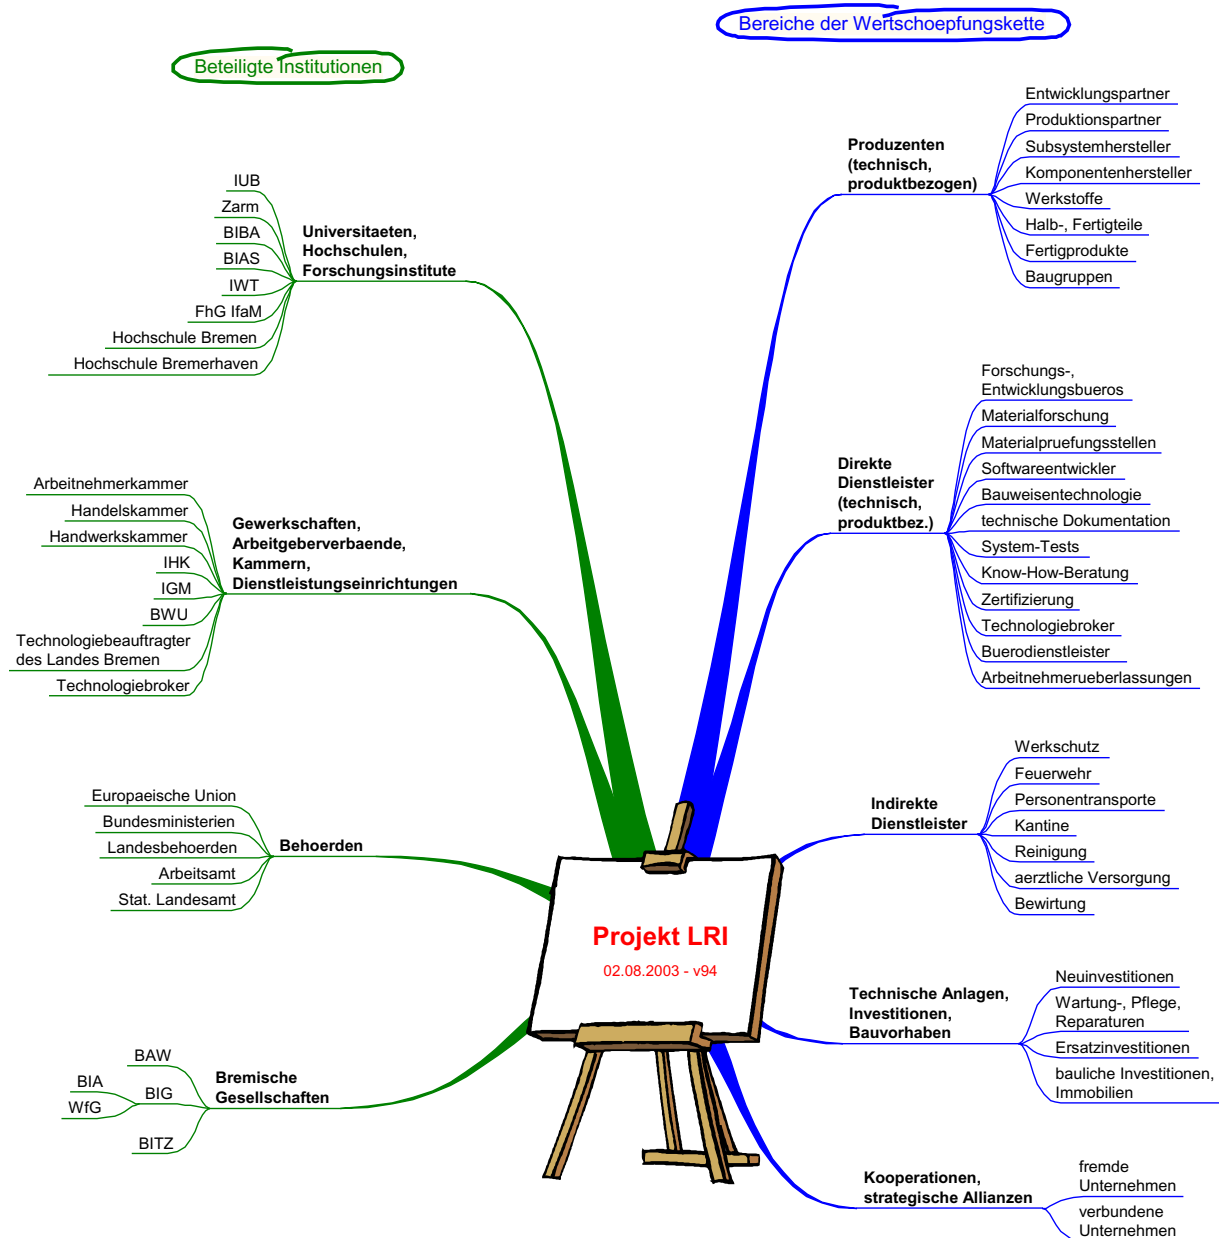 Bereiche der Wertschoepfungskette
Beteiligte Institutionen
IUB
Zarm
BIBA
BIAS
IWT
FhG IfaM
Hochschule Bremen
Hochschule Bremerhaven
Universitaeten,
Hochschulen,
Forschungsinstitute
Arbeitnehmerkammer
Handelskammer
Handwerkskammer
IHK
IGM
BWU
Technologiebeauftragter
des Landes Bremen
Technologiebroker
Gewerkschaften,
Arbeitgeberverbaende,
Kammern,
Dienstleistungseinrichtungen
Europaeische Union
Bundesministerien
Landesbehoerden
Arbeitsamt
Stat. Landesamt
Behoerden
BAW
BIA
WfG
BIG
BITZ
Bremische
Gesellschaften
Projekt LRI
02.08.2003 - v94
Produzenten
(technisch,
produktbezogen)
Entwicklungspartner
Produktionspartner
Subsystemhersteller
Komponentenhersteller
Werkstoffe
Halb-, Fertigteile
Fertigprodukte
Baugruppen
Direkte
Dienstleister
(technisch,
produktbez.)
Forschungs-,
Entwicklungsbueros
Materialforschung
Materialpruefungsstellen
Softwareentwickler
Bauweisentechnologie
technische Dokumentation
System-Tests
Know-How-Beratung
Zertifizierung
Technologiebroker
Buerodienstleister
Arbeitnehmerueberlassungen
Indirekte
Dienstleister
Werkschutz
Feuerwehr
Personentransporte
Kantine
Reinigung
aerztliche Versorgung
Bewirtung
Technische Anlagen,
Investitionen,
Bauvorhaben
Neuinvestitionen
Wartung-, Pflege,
Reparaturen
Ersatzinvestitionen
bauliche Investitionen,
Immobilien
Kooperationen,
strategische Allianzen
fremde
Unternehmen
verbundene
Unternehmen